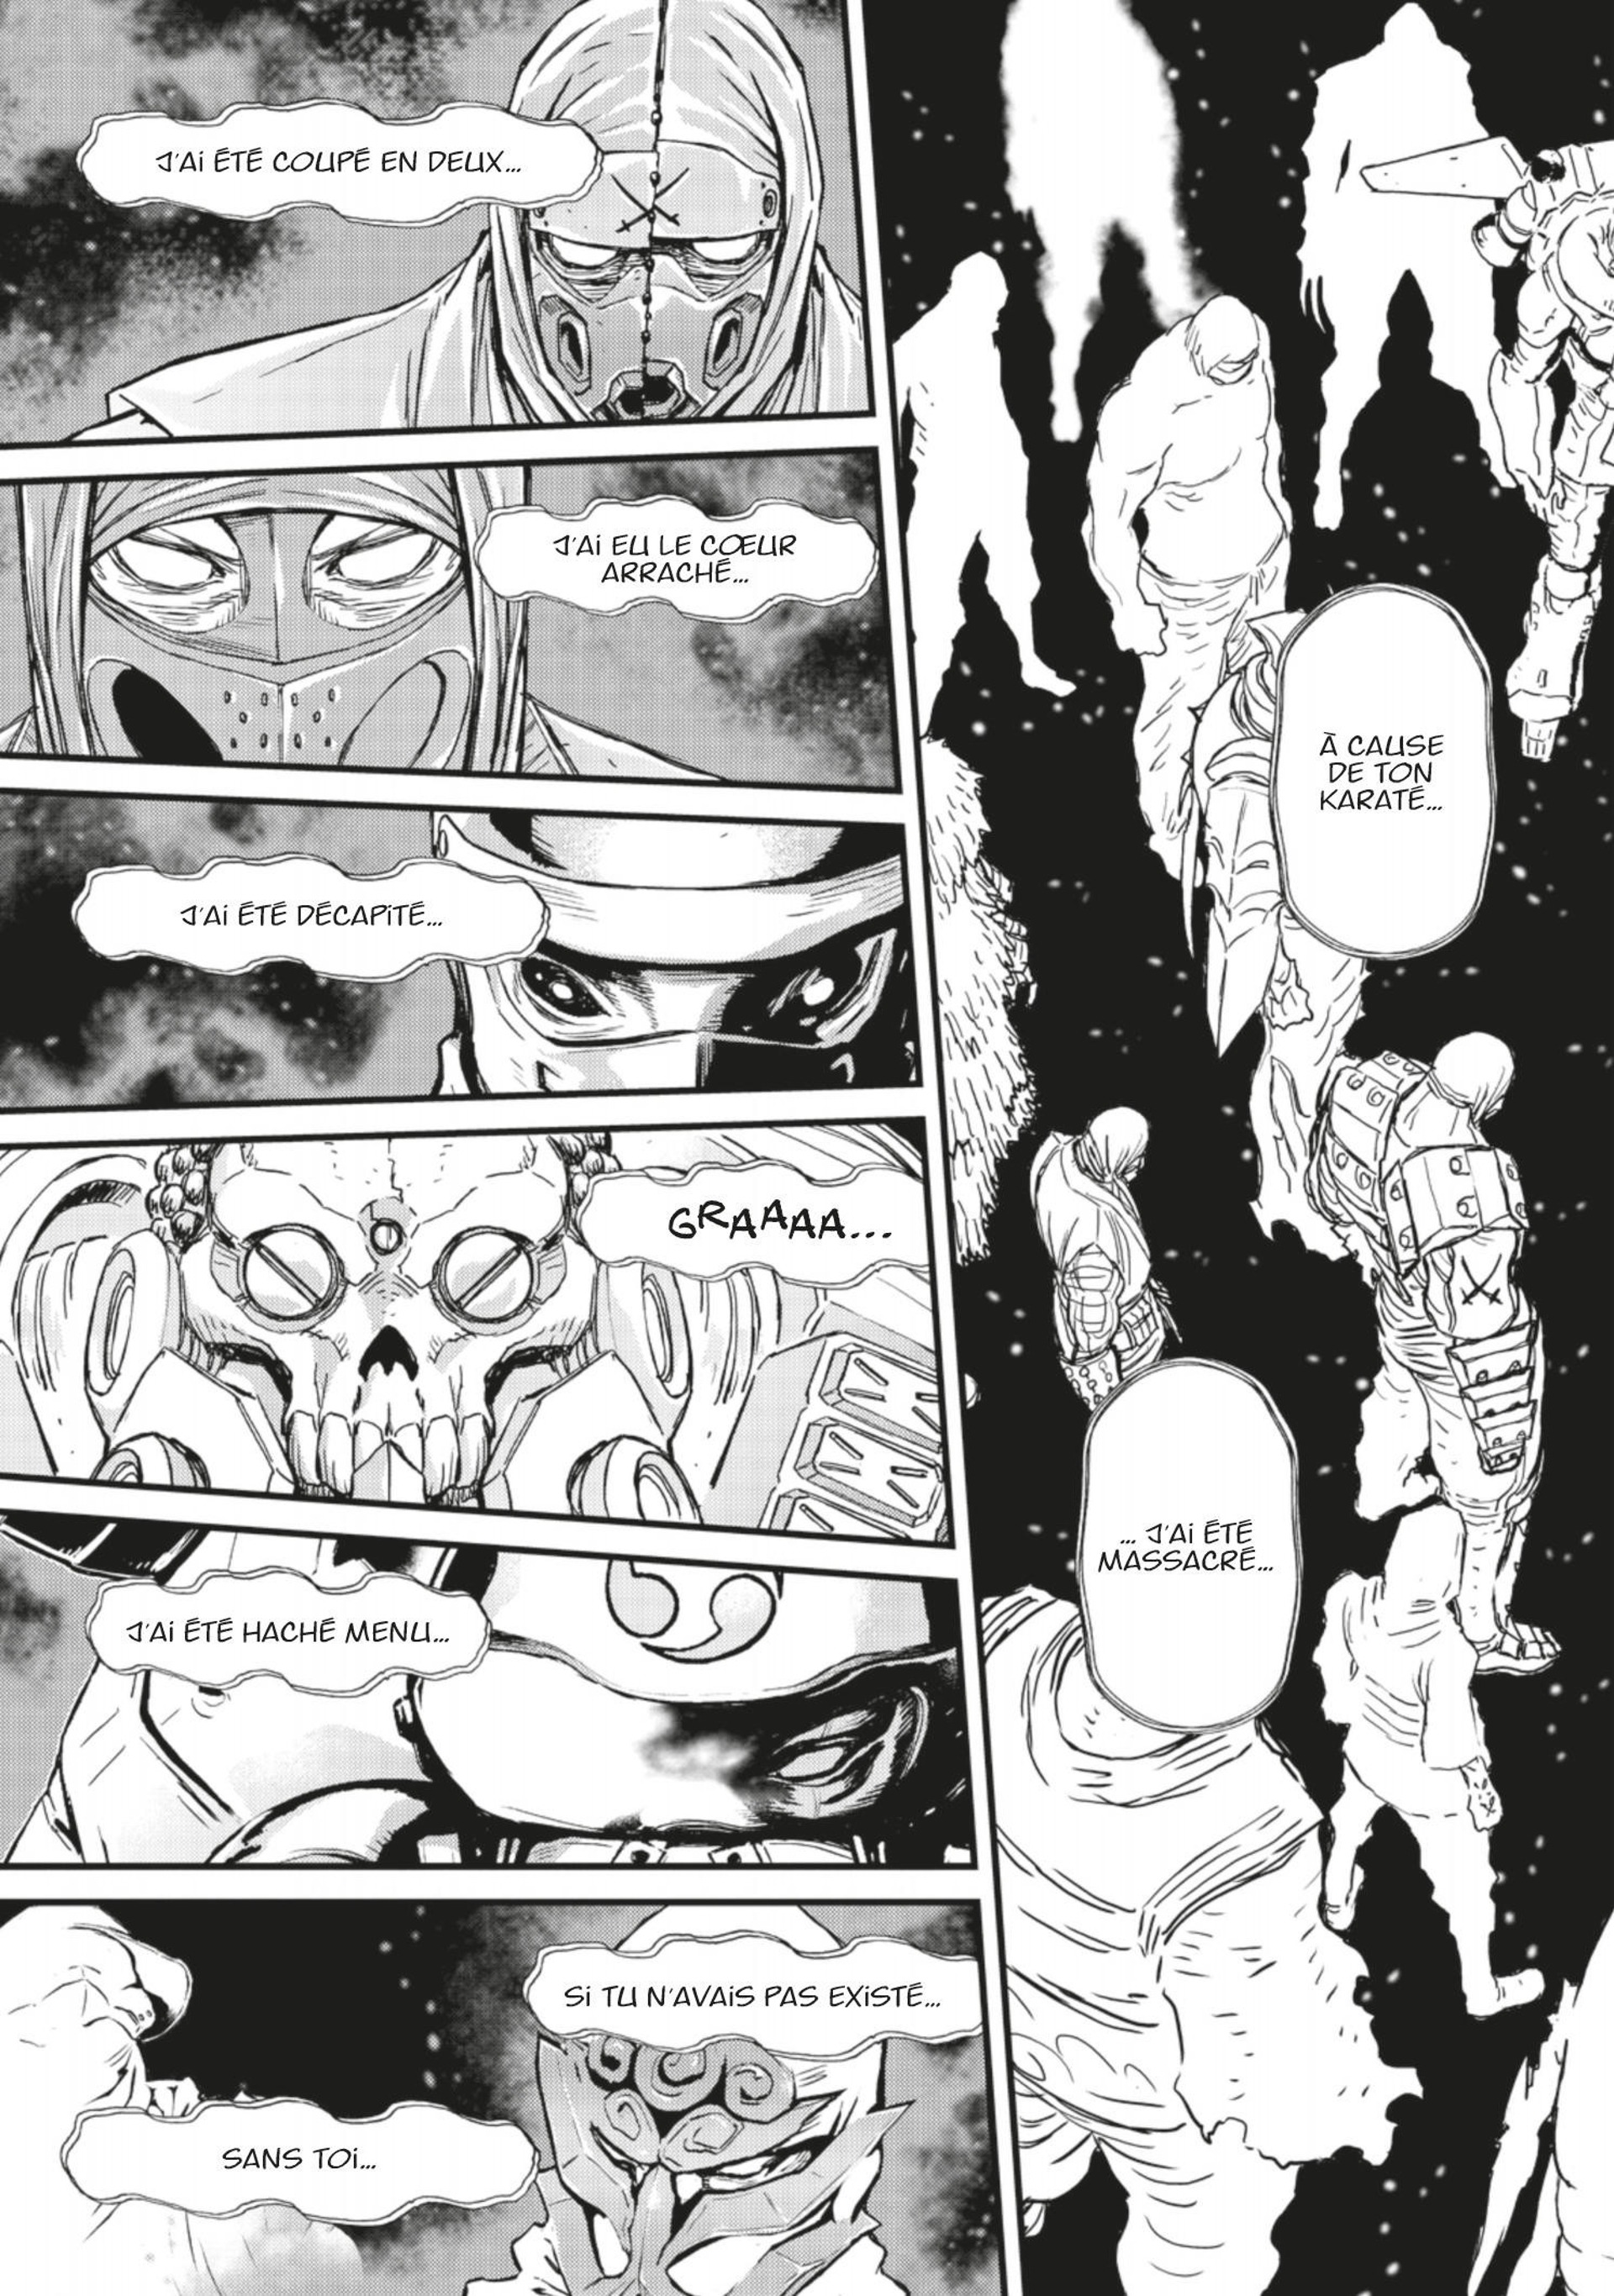 À CAUSE
DE TON
KARATÉ...
... J'AI ÉTÉ
MASSACRÉ...
J'AI ÉTÉ COUPÉ EN DEUX...
J'AI EU LE CŒUR
ARRACHÉ...
J'AI ÉTÉ DÉCAPITÉ...
GRAAAA...
J'AI ÉTÉ HACHÉ MENU...
SI TU N'AVAIS PAS EXISTÉ...
SANS TOI...